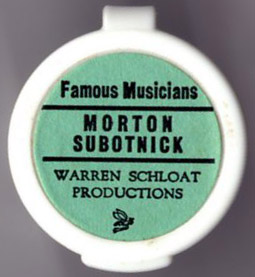 Famous Musicians
MORTON
SUBOTNICK
WARREN SCHLOAT
PRODUCTIONS